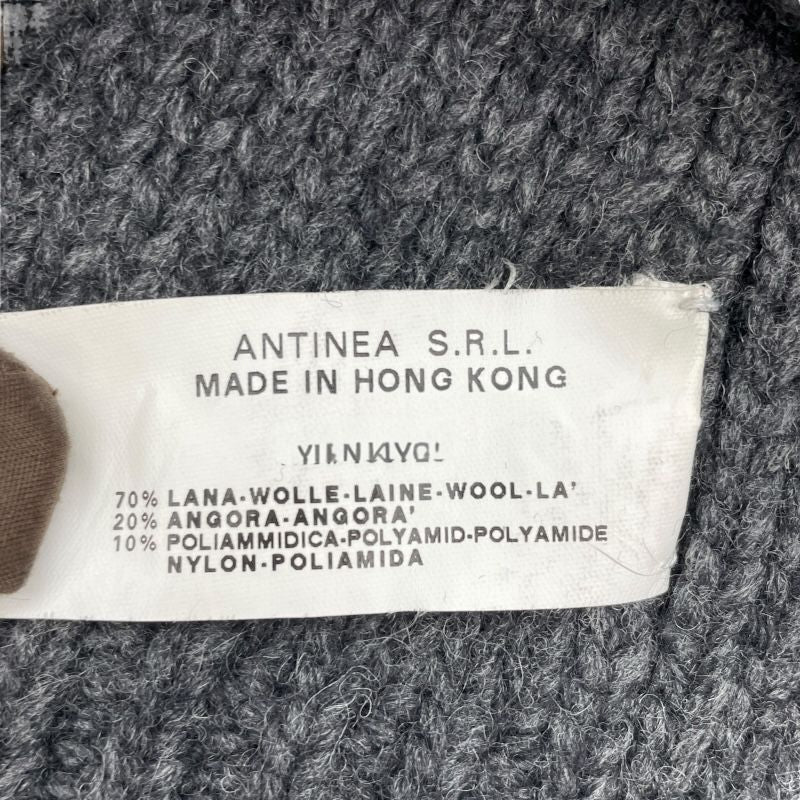 ANTINEA S.R.L.
MADE IN HONG KONG
70% LANA-WOLLE-LAINE-WOOL-LA'
20% ANGORA-ANGORA'
10% POLIAMMIDICA-POLYAMID-POLYAMIDE
NYLON-POLIAMIDA